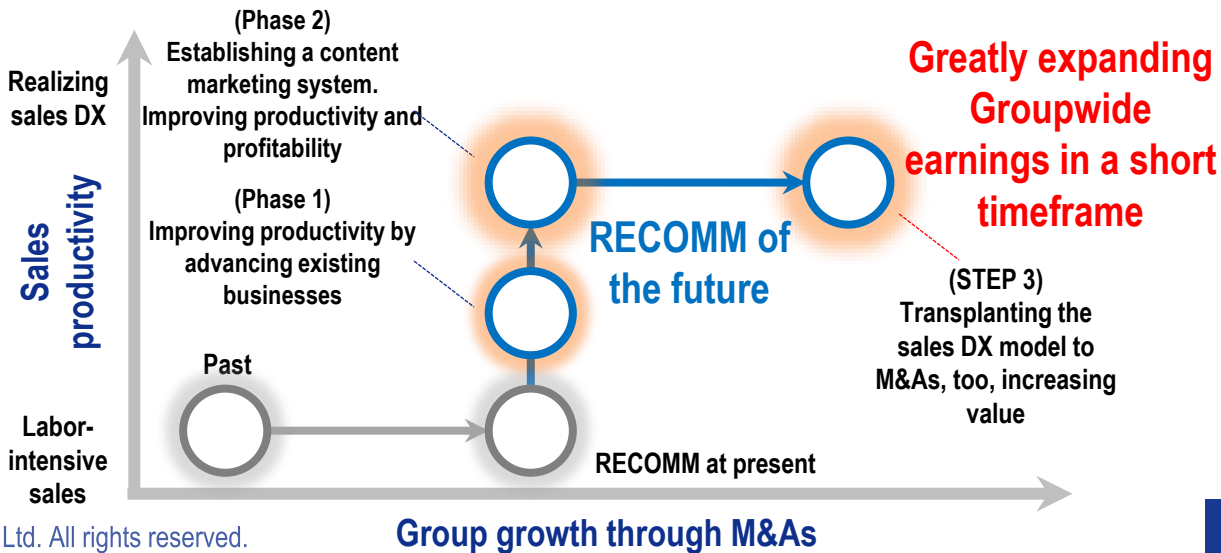 (Phase 2)
Establishing a content
marketing system.
Improving productivity and
profitability
Realizing
sales DX
Greatly expanding
Groupwide
earnings in a short
timeframe
Sales
productivity
(Phase 1)
Improving productivity by
advancing existing
businesses
RECOMM of
the future
(STEP 3)
Transplanting the
sales DX model to
M&As, too, increasing
value
Past
Labor-
intensive
sales
RECOMM at present
Ltd. All rights reserved.
Group growth through M&As